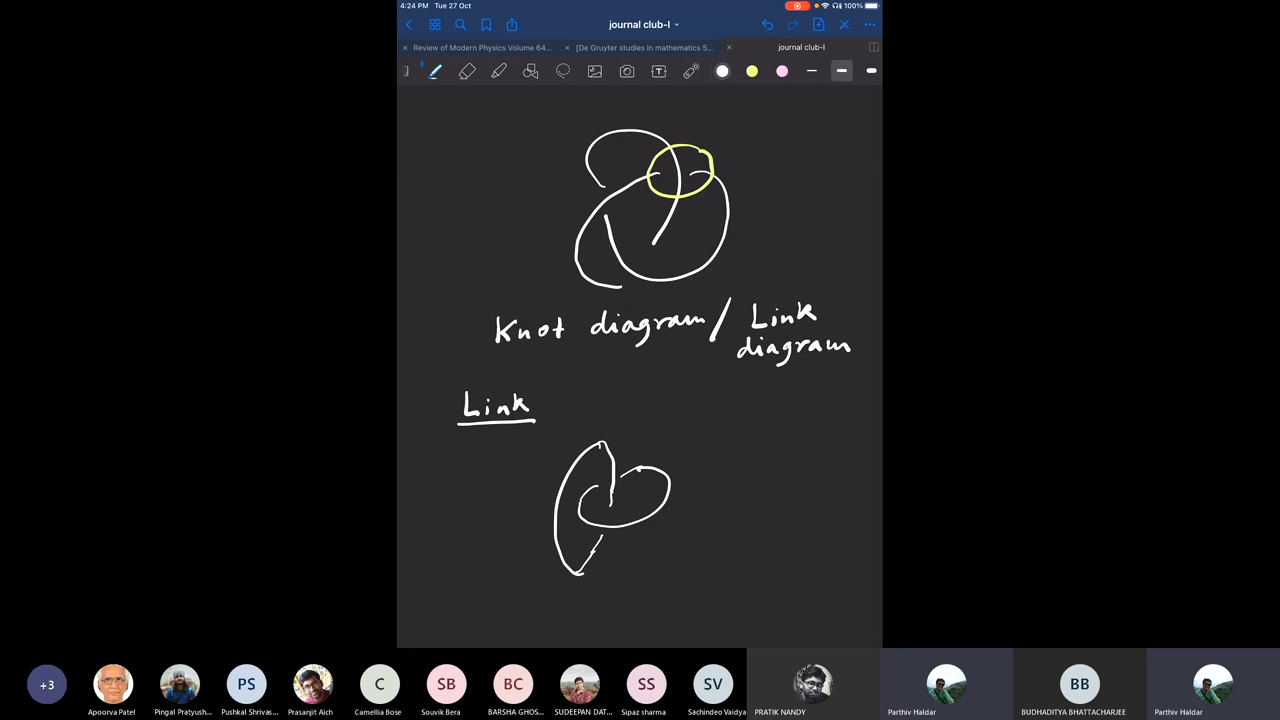 4:24 PM Tue 27 Oct
100%
journal club-I
Review of Modern Physics Volume 64...
[De Gruyter studies in mathematics 5...
journal club-I
Knot diagram / Link diagram
Link
+3
PS
C
SB
BC
SS
SV
BB
Apoorva Patel
Pingal Pratyush...
Pushkal Shrivas...
Prasanjit Aich
Camellia Bose
Souvik Bera
BARSHA GHOS...
SUDEEPAN DAT...
Sipaz sharma
Sachindeo Vaidya
PRATIK NANDY
Parthiv Haldar
BUDHADITYA BHATTACHARJEE
Parthiv Haldar